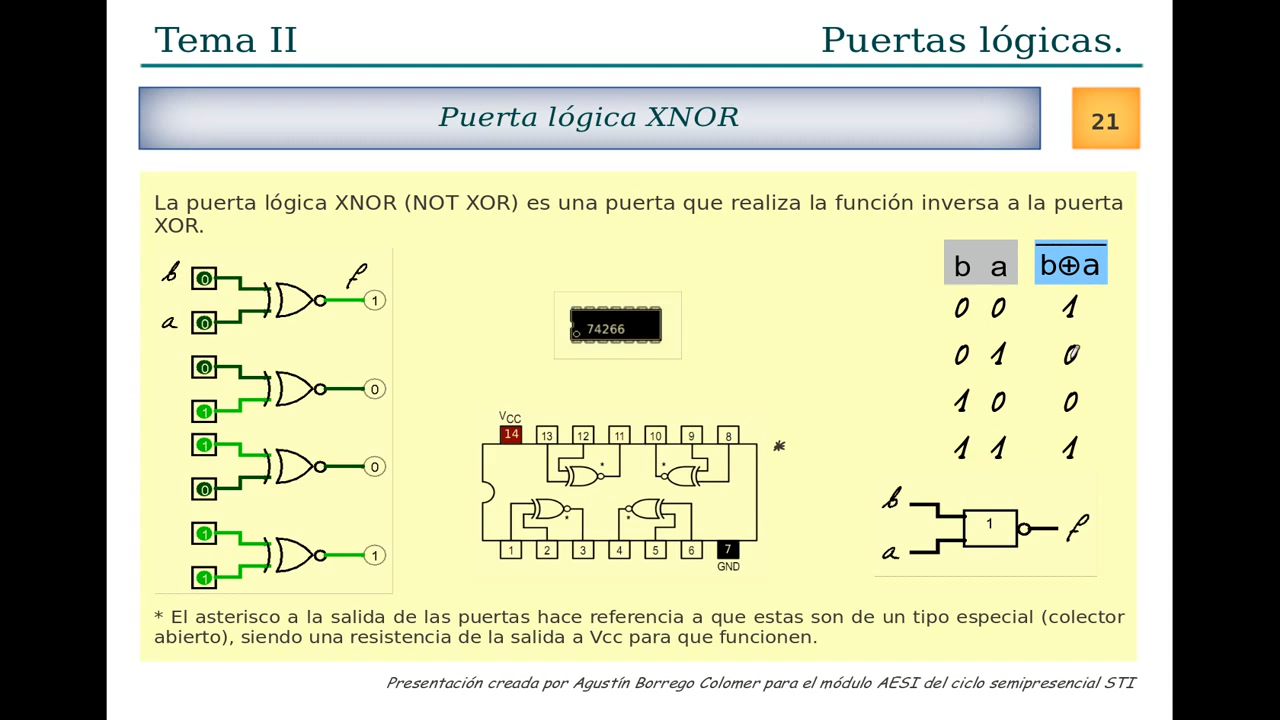 Tema II
Puertas lógicas.
Puerta lógica XNOR
21
La puerta lógica XNOR (NOT XOR) es una puerta que realiza la función inversa a la puerta
XOR.
b 0 f
1
a 0
0
0
1
1
0
0
1
1
1
74266
VCC
14 13 12 11 10 9 8
*
* *
* *
1 2 3 4 5 6 7
GND
b a b⊕a
0 0 1
0 1 0
1 0 0
1 1 1
b
1 f
a
* El asterisco a la salida de las puertas hace referencia a que estas son de un tipo especial (colector
abierto), siendo una resistencia de la salida a Vcc para que funcionen.
Presentación creada por Agustín Borrego Colomer para el módulo AESI del ciclo semipresencial STI